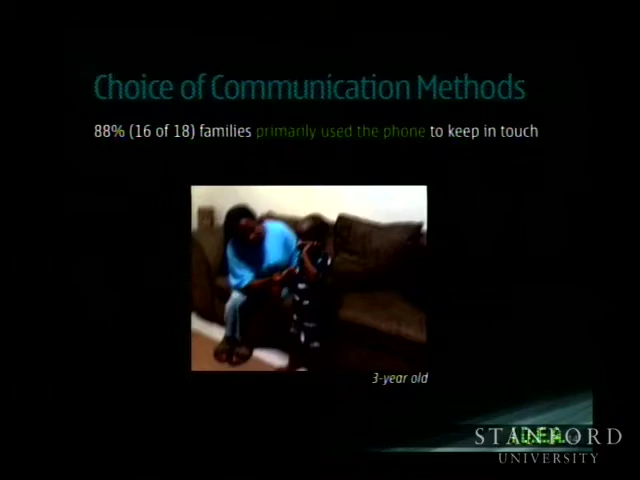 Choice of Communication Methods
88% (16 of 18) families primarily used the phone to keep in touch
3-year old
STANFORD
UNIVERSITY